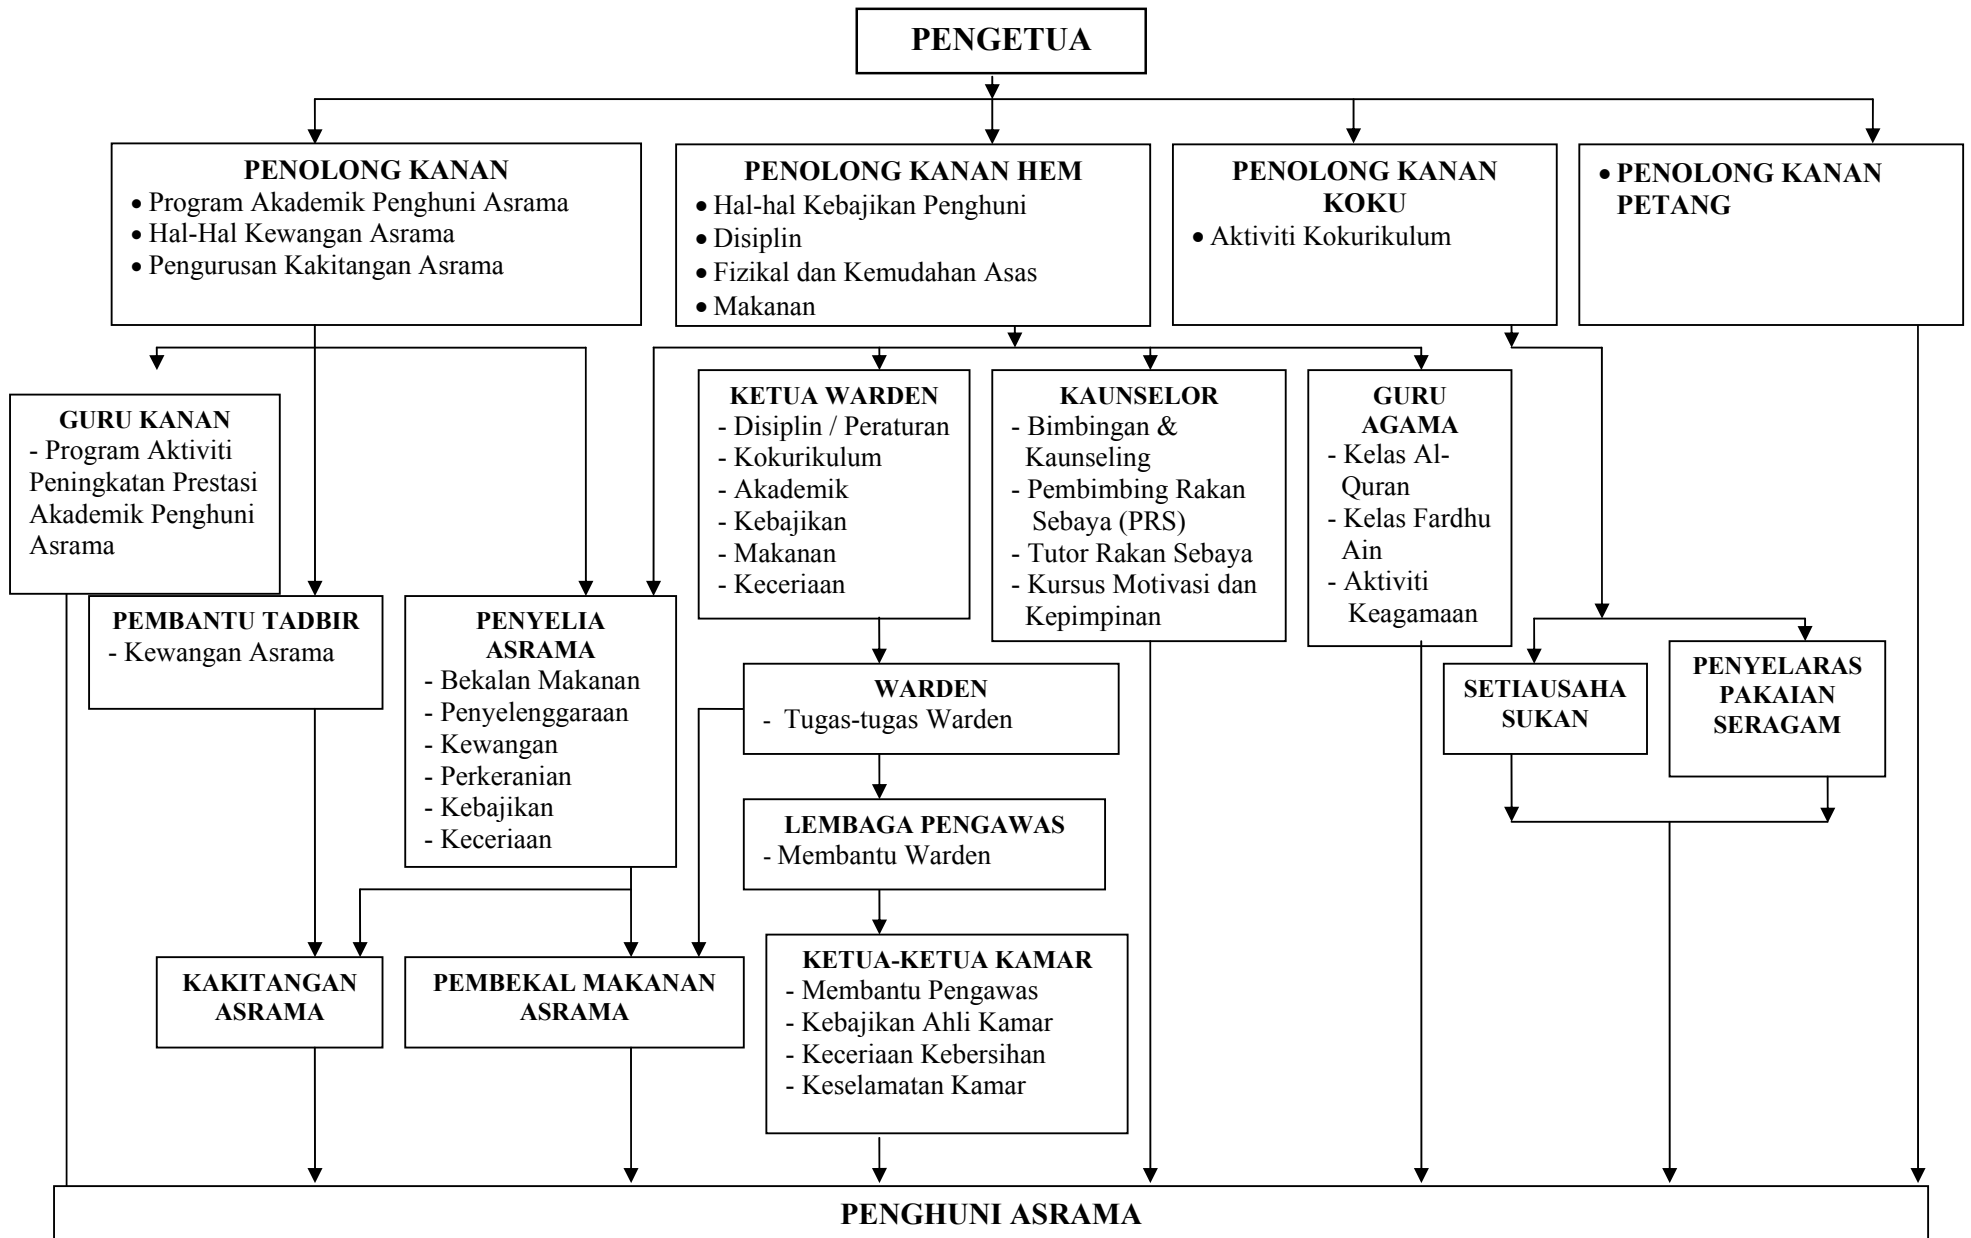 PENGETUA
PENOLONG KANAN
• Program Akademik Penghuni Asrama
• Hal-Hal Kewangan Asrama
• Pengurusan Kakitangan Asrama
PENOLONG KANAN HEM
• Hal-hal Kebajikan Penghuni
• Disiplin
• Fizikal dan Kemudahan Asas
• Makanan
PENOLONG KANAN
KOKU
• Aktiviti Kokurikulum
• PENOLONG KANAN
PETANG
GURU KANAN
- Program Aktiviti
Peningkatan Prestasi
Akademik Penghuni
Asrama
KETUA WARDEN
- Disiplin / Peraturan
- Kokurikulum
- Akademik
- Kebajikan
- Makanan
- Keceriaan
KAUNSELOR
- Bimbingan &
Kaunseling
- Pembimbing Rakan
Sebaya (PRS)
- Tutor Rakan Sebaya
- Kursus Motivasi dan
Kepimpinan
GURU
AGAMA
- Kelas Al-
Quran
- Kelas Fardhu
Ain
- Aktiviti
Keagamaan
PEMBANTU TADBIR
- Kewangan Asrama
PENYELIA
ASRAMA
- Bekalan Makanan
- Penyelenggaraan
- Kewangan
- Perkeranian
- Kebajikan
- Keceriaan
WARDEN
- Tugas-tugas Warden
SETIAUSAHA
SUKAN
PENYELARAS
PAKAIAN
SERAGAM
LEMBAGA PENGAWAS
- Membantu Warden
KAKITANGAN
ASRAMA
PEMBEKAL MAKANAN
ASRAMA
KETUA-KETUA KAMAR
- Membantu Pengawas
- Kebajikan Ahli Kamar
- Keceriaan Kebersihan
- Keselamatan Kamar
PENGHUNI ASRAMA